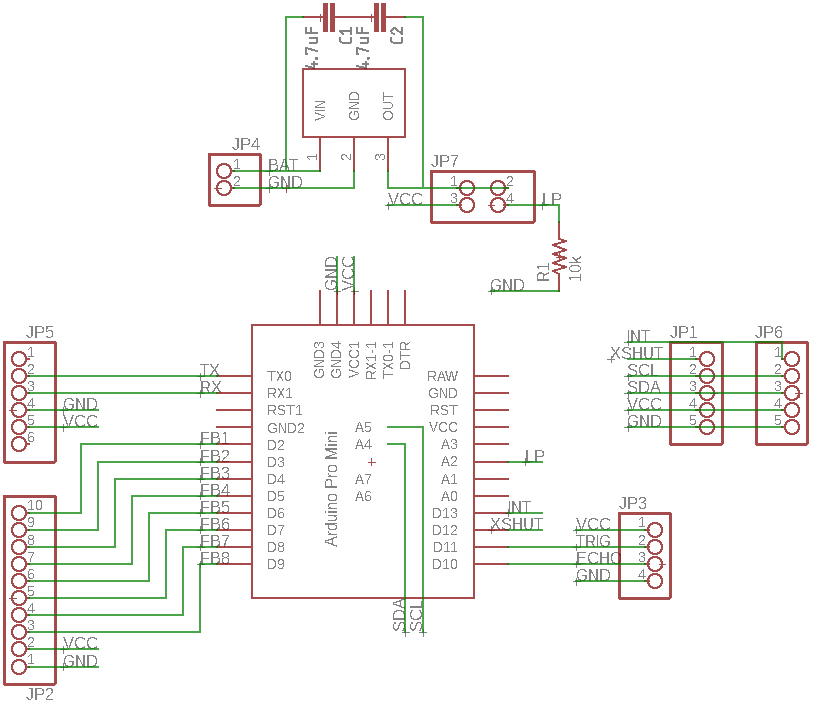 4.7uF C1 4.7uF C2
VIN GND OUT
1 2 3
JP4
1 BAT
2 GND
JP7
1 2
VCC 3 4 LP
R1 10k
GND
GND VCC
GND3 GND4 VCC1 RX1-1 TX0-1 DTR
JP5
1
2 TX
3 RX
4 GND
5 VCC
6
TX0
RX1
RST1
GND2
D2
D3
D4
D5
D6
D7
D8
D9
A5
A4
A7
A6
Arduino Pro Mini
RAW
GND
RST
VCC
A3
A2 LP
A1
A0
D13 INT
D12 XSHUT
D11
D10
SDA SCL
FB1
FB2
FB3
FB4
FB5
FB6
FB7
FB8
10
9
8
7
6
5
4
3
2 VCC
1 GND
JP2
JP1 JP6
INT
XSHUT 1 1
SCL 2 2
SDA 3 3
VCC 4 4
GND 5 5
JP3
VCC 1
TRIG 2
ECHO 3
GND 4